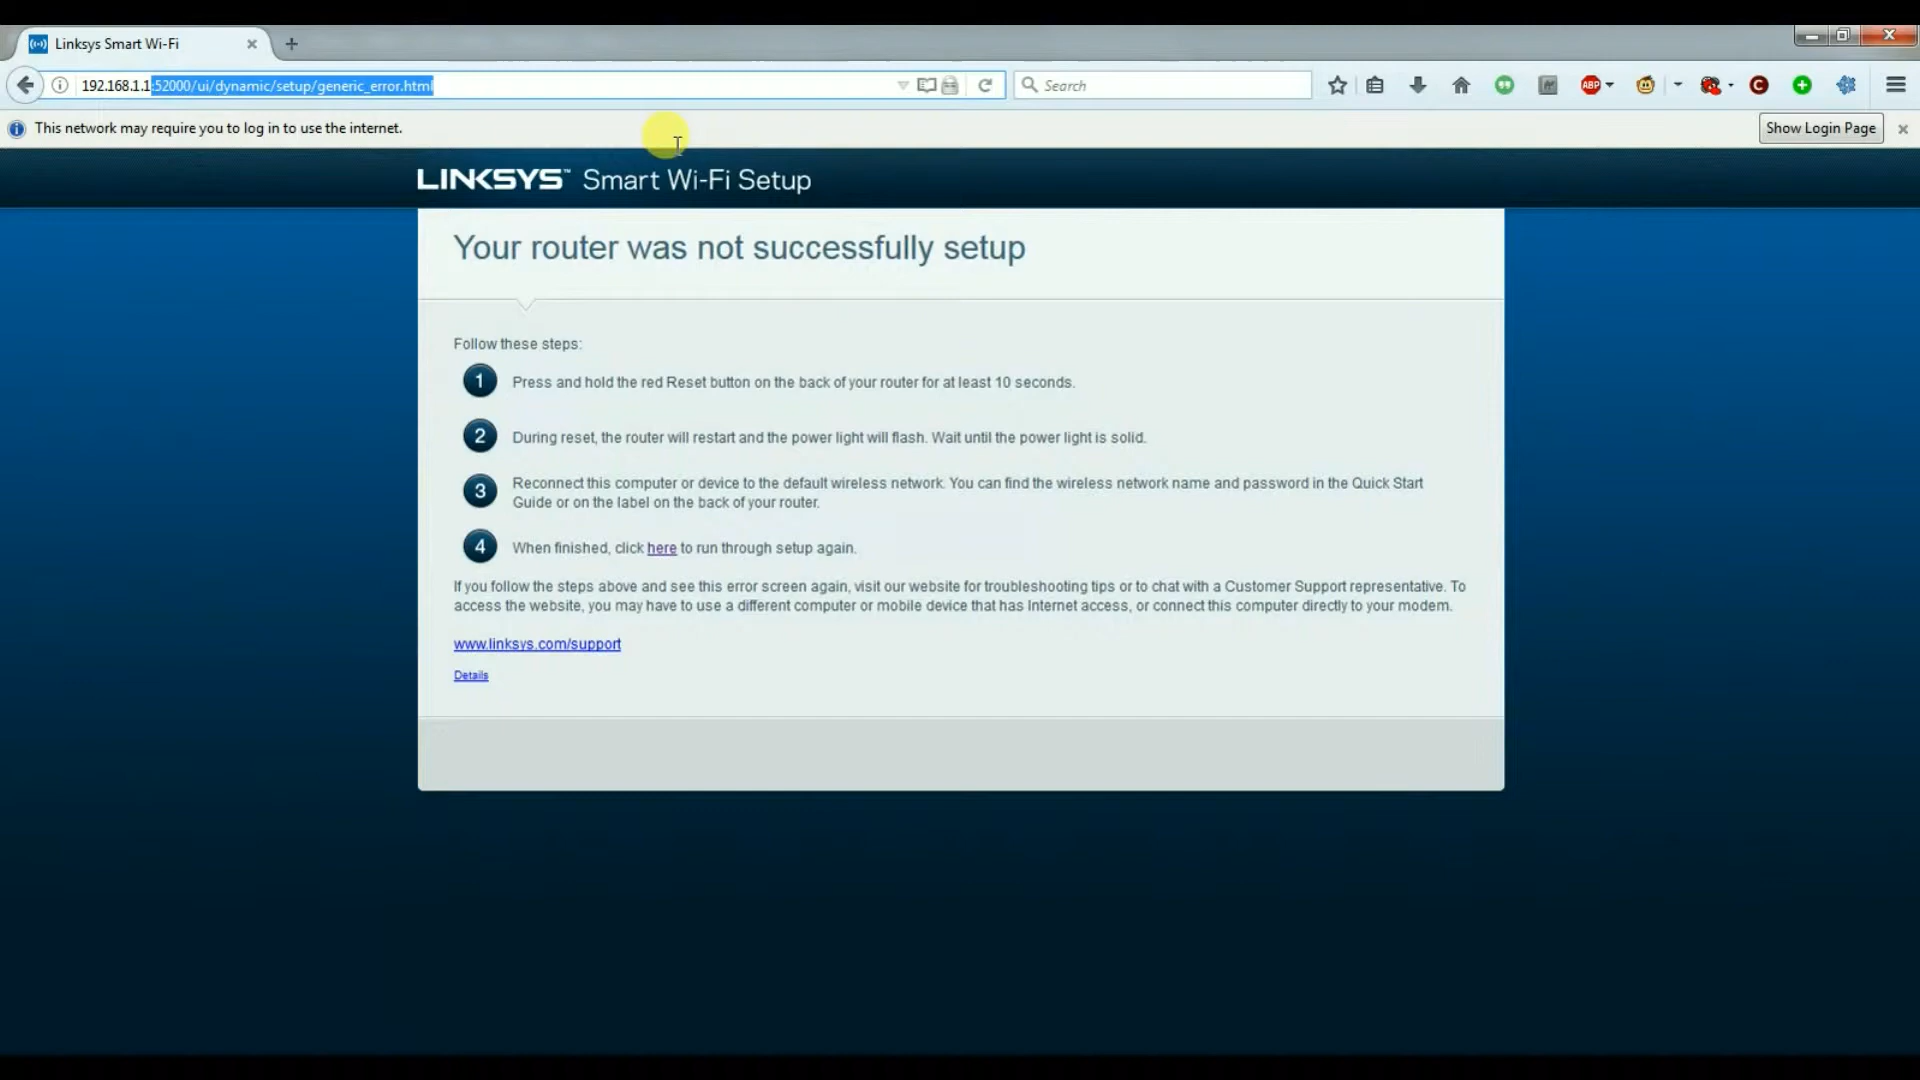 Linksys Smart Wi-Fi
192.168.1.1:52000/ui/dynamic/setup/generic_error.html
Search
ABP
C
This network may require you to log in to use the internet.
Show Login Page
LINKSYS™ Smart Wi-Fi Setup
Your router was not successfully setup
Follow these steps:
1 Press and hold the red Reset button on the back of your router for at least 10 seconds.
2 During reset, the router will restart and the power light will flash. Wait until the power light is solid.
3 Reconnect this computer or device to the default wireless network. You can find the wireless network name and password in the Quick Start
Guide or on the label on the back of your router.
4 When finished, click here to run through setup again.
If you follow the steps above and see this error screen again, visit our website for troubleshooting tips or to chat with a Customer Support representative. To
access the website, you may have to use a different computer or mobile device that has Internet access, or connect this computer directly to your modem.
www.linksys.com/support
Details